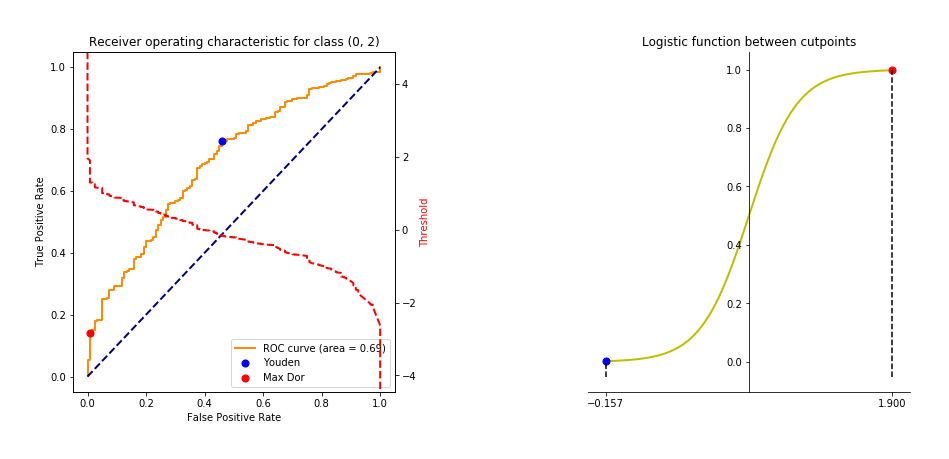 Receiver operating characteristic for class (0, 2)
1.0
0.8
0.6
0.4
0.2
0.0
True Positive Rate
0.0 0.2 0.4 0.6 0.8 1.0
False Positive Rate
4
2
0
−2
−4
Threshold
ROC curve (area = 0.69)
Youden
Max Dor
Logistic function between cutpoints
1.0
0.8
0.6
0.4
0.2
0.0
−0.157 1.900